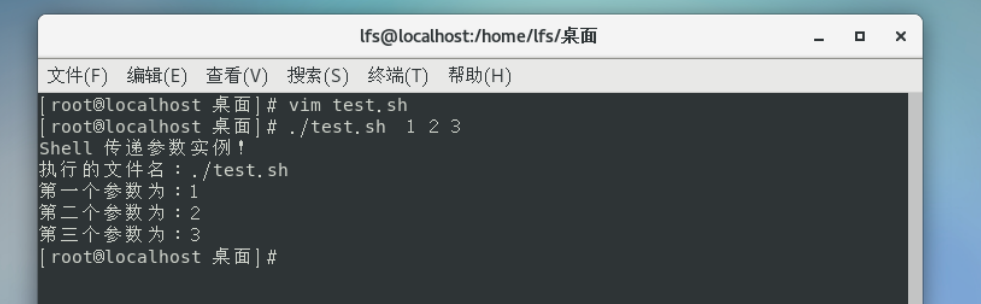 lfs@localhost:/home/lfs/桌面
文件(F) 编辑(E) 查看(V) 搜索(S) 终端(T) 帮助(H)
[root@localhost 桌面]# vim test.sh
[root@localhost 桌面]# ./test.sh  1 2 3
Shell 传递参数实例！
执行的文件名：./test.sh
第一个参数为：1
第二个参数为：2
第三个参数为：3
[root@localhost 桌面]#